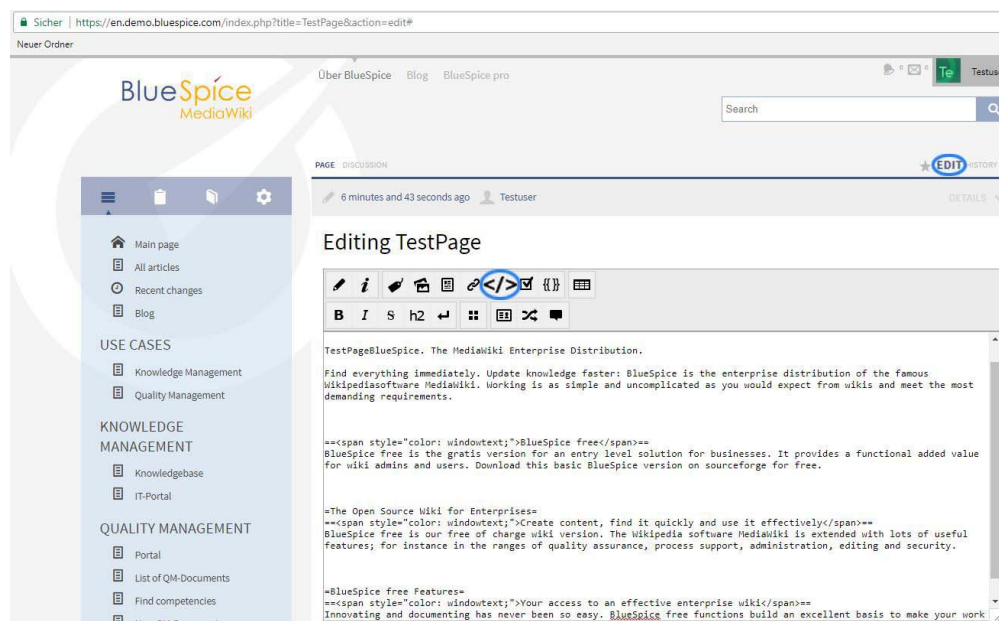 Sicher | https://en.demo.bluespice.com/index.php?title=TestPage&action=edit#
Neuer Ordner
BlueSpice
MediaWiki
Über BlueSpice Blog BlueSpice pro
Te Testus
Search
PAGE DISCUSSION
EDIT HISTORY
6 minutes and 43 seconds ago Testuser
DETAILS
Main page
All articles
Recent changes
Blog
USE CASES
Knowledge Management
Quality Management
KNOWLEDGE
MANAGEMENT
Knowledgebase
IT-Portal
QUALITY MANAGEMENT
Portal
List of QM-Documents
Find competencies
Editing TestPage
i </> {{}}
B I S h2
TestPageBlueSpice. The MediaWiki Enterprise Distribution.
Find everything immediately. Update knowledge faster: BlueSpice is the enterprise distribution of the famous
Wikipediasoftware MediaWiki. Working is as simple and uncomplicated as you would expect from wikis and meet the most
demanding requirements.
==<span style="color: windowtext;">BlueSpice free</span>==
BlueSpice free is the gratis version for an entry level solution for businesses. It provides a functional added value
for wiki admins and users. Download this basic BlueSpice version on sourceforge for free.
=The Open Source Wiki for Enterprises=
==<span style="color: windowtext;">Create content, find it quickly and use it effectively</span>==
BlueSpice free is our free of charge wiki version. The Wikipedia software MediaWiki is extended with lots of useful
features; for instance in the ranges of quality assurance, process support, administration, editing and security.
=BlueSpice free Features=
==<span style="color: windowtext;">Your access to an effective enterprise wiki</span>==
Innovating and documenting has never been so easy. BlueSpice free functions build an excellent basis to make your work